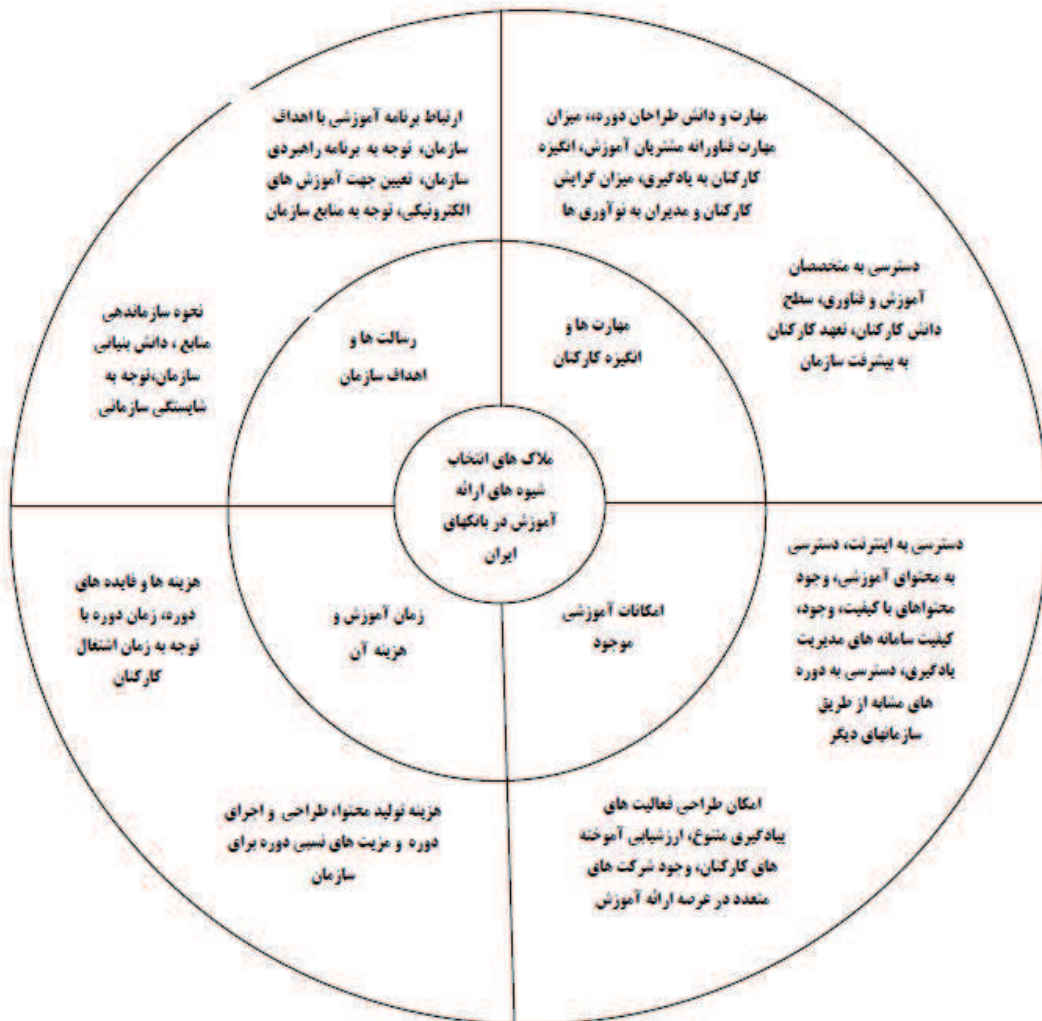 ارتباط برنامه آموزشی با اهداف
سازمان، توجه به برنامه راهبردی
سازمان، تعیین جهت آموزش های
الکترونیکی، توجه به منابع سازمان
مهارت و دانش طراحان دوره،، میزان
مهارت فناورانه مشتریان آموزش، انگیزه
کارکنان به یادگیری، میزان گرایش
کارکنان و مدیران به نوآوری ها
دسترسی به متخصصان
آموزش و فناوری، سطح
دانش کارکنان، تعهد کارکنان
به پیشرفت سازمان
نحوه سازماندهی
منابع ، دانش بنیانی
سازمان،توجه به
شایستگی سازمانی
مهارت ها و
انگیزه کارکنان
رسالت ها و
اهداف سازمان
ملاک های انتخاب
شیوه های ارائه
آموزش در بانکهای
ایران
امکانات آموزشی
موجود
زمان آموزش و
هزینه آن
دسترسی به اینترنت، دسترسی
به محتوای آموزشی، وجود
محتواهای با کیفیت، وجود،
کیفیت سامانه های مدیریت
یادگیری، دسترسی به دوره
های مشابه از طریق
سازمانهای دیگر
هزینه ها و فایده های
دوره، زمان دوره با
توجه به زمان اشتغال
کارکنان
امکان طراحی فعالیت های
پیادگیری متنوع، ارزشیابی آموخته
های کارکنان، وجود شرکت های
متعدد در عرصه ارائه آموزش
هزینه تولید محتوا، طراحی و اجرای
دوره و مزیت های نسبی دوره برای
سازمان